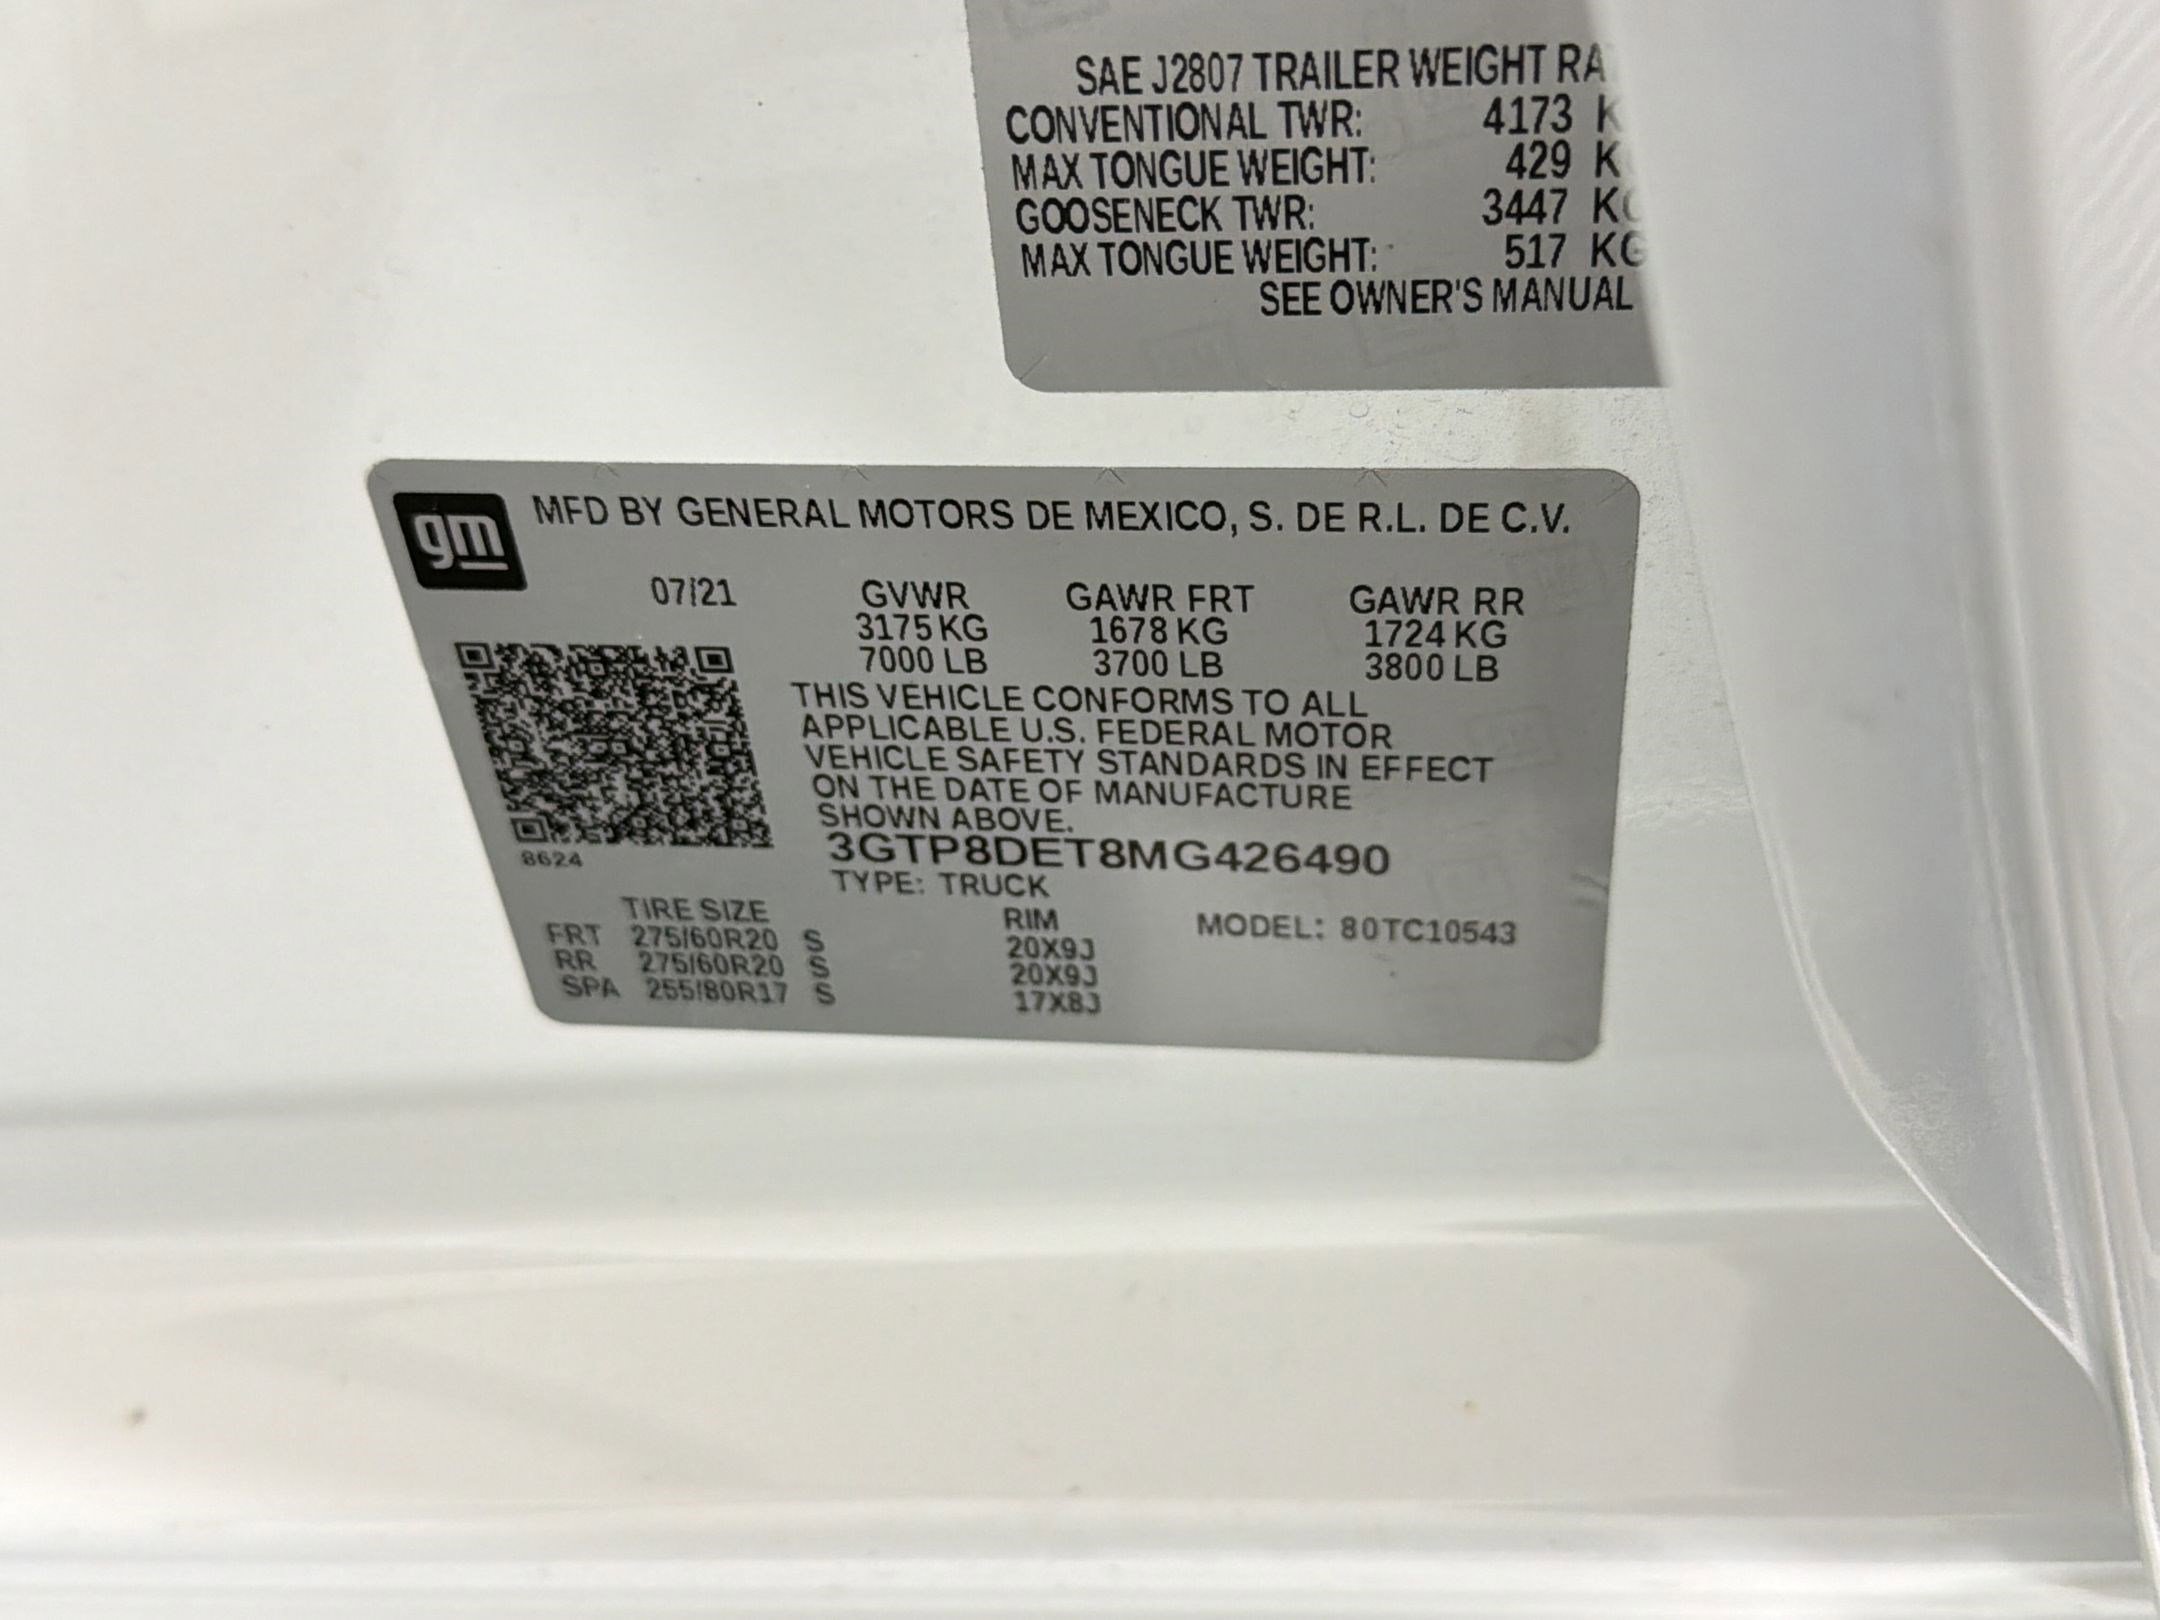 SAE J2807 TRAILER WEIGHT RA
CONVENTIONAL TWR: 4173 K
MAX TONGUE WEIGHT: 429 K
GOOSENECK TWR: 3447 KG
MAX TONGUE WEIGHT: 517 KG
SEE OWNER'S MANUAL
gm
MFD BY GENERAL MOTORS DE MEXICO, S. DE R.L. DE C.V.
07/21 GVWR GAWR FRT GAWR RR
3175 KG 1678 KG 1724 KG
7000 LB 3700 LB 3800 LB
THIS VEHICLE CONFORMS TO ALL
APPLICABLE U.S. FEDERAL MOTOR
VEHICLE SAFETY STANDARDS IN EFFECT
ON THE DATE OF MANUFACTURE
SHOWN ABOVE.
3GTP8DET8MG426490
8624
TYPE: TRUCK
TIRE SIZE RIM MODEL: 80TC10543
FRT 275/60R20 S 20X9J
RR 275/60R20 S 20X9J
SPA 255/80R17 S 17X8J